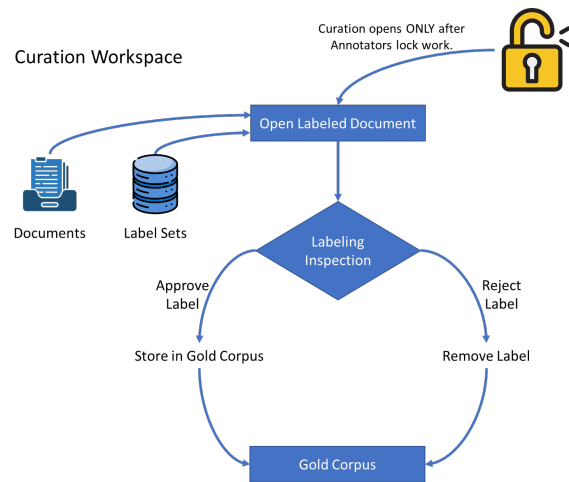 Curation opens ONLY after
Annotators lock work.
Curation Workspace
Open Labeled Document
Documents
Label Sets
Labeling
Inspection
Approve
Label
Reject
Label
Store in Gold Corpus
Remove Label
Gold Corpus